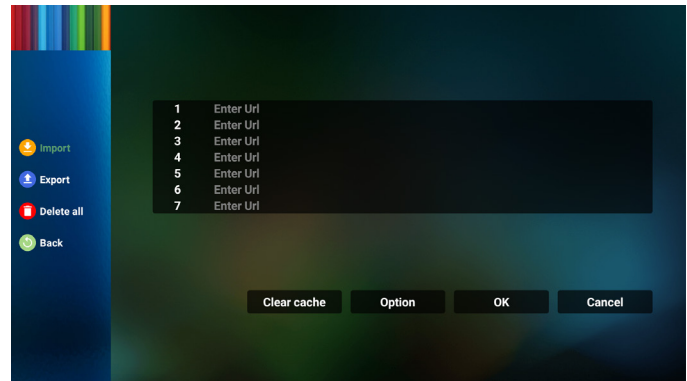 Import
Export
Delete all
Back
1 Enter Url
2 Enter Url
3 Enter Url
4 Enter Url
5 Enter Url
6 Enter Url
7 Enter Url
Clear cache Option OK Cancel